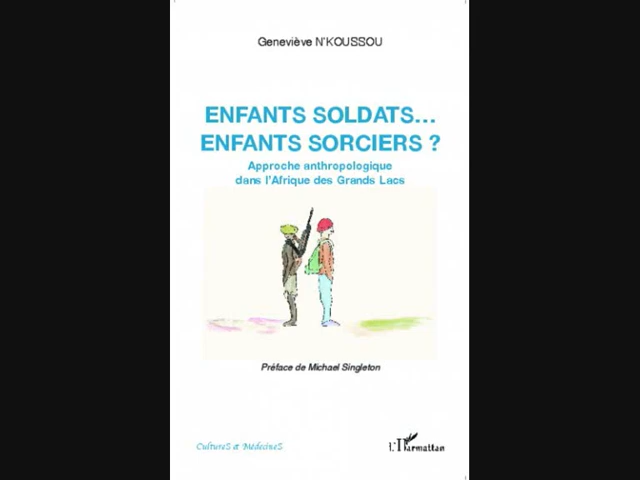 Geneviève N'KOUSSOU
ENFANTS SOLDATS...
ENFANTS SORCIERS ?
Approche anthropologique
dans l'Afrique des Grands Lacs
Préface de Michael Singleton
CultureS et MédecineS
L'Harmattan